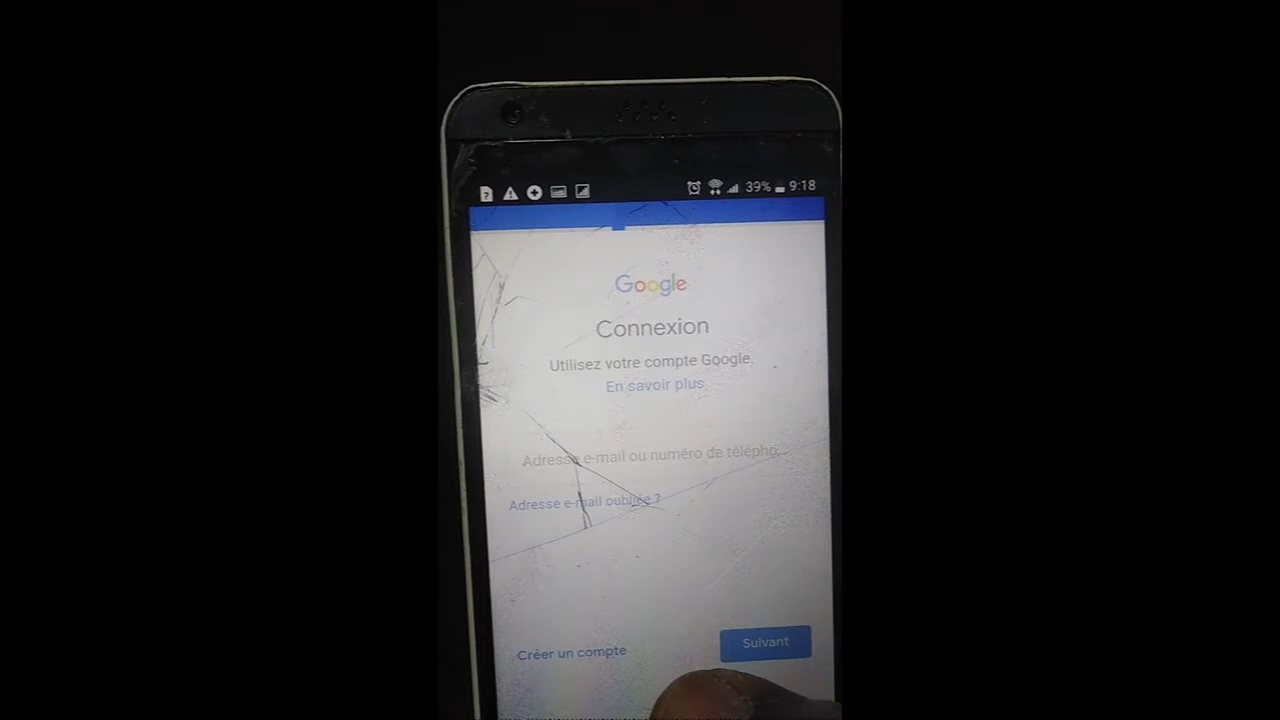 39% 9:18
Google
Connexion
Utilisez votre compte Google.
En savoir plus
Adresse e-mail ou numéro de télépho...
Adresse e-mail oubliée ?
Créer un compte
Suivant